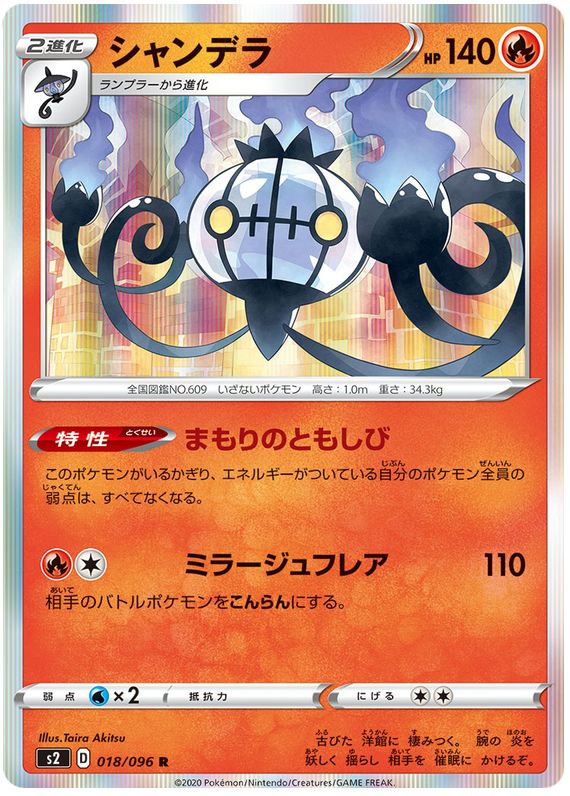 2進化
シャンデラ
HP 140
ランプラーから進化
全国図鑑NO.609 いざないポケモン 高さ：1.0m 重さ：34.3kg
特性 とくせい まもりのともしび
このポケモンがいるかぎり、エネルギーがついている自分のポケモン全員の
弱点は、すべてなくなる。
ミラージュフレア 110
相手のバトルポケモンをこんらんにする。
弱点 ×2 抵抗力 にげる
Illus.Taira Akitsu
s2 D 018/096 R
古びた 洋館に 棲みつく。 腕の 炎を
妖しく 揺らし 相手を 催眠に かけるぞ。
©2020 Pokémon/Nintendo/Creatures/GAME FREAK.